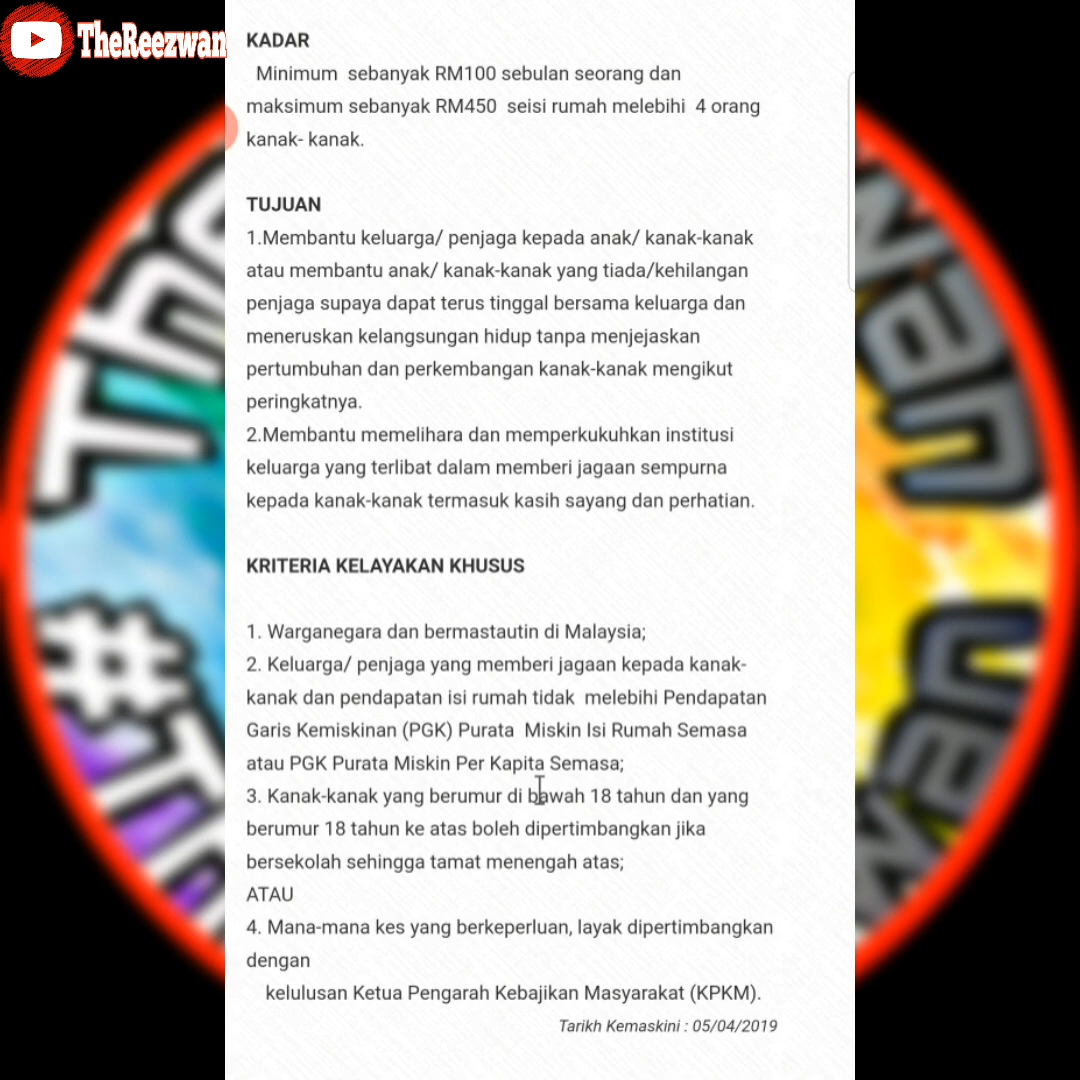 TheReezwan
KADAR
Minimum sebanyak RM100 sebulan seorang dan
maksimum sebanyak RM450 seisi rumah melebihi 4 orang
kanak- kanak.
TUJUAN
1.Membantu keluarga/ penjaga kepada anak/ kanak-kanak
atau membantu anak/ kanak-kanak yang tiada/kehilangan
penjaga supaya dapat terus tinggal bersama keluarga dan
meneruskan kelangsungan hidup tanpa menjejaskan
pertumbuhan dan perkembangan kanak-kanak mengikut
peringkatnya.
2.Membantu memelihara dan memperkukuhkan institusi
keluarga yang terlibat dalam memberi jagaan sempurna
kepada kanak-kanak termasuk kasih sayang dan perhatian.
KRITERIA KELAYAKAN KHUSUS
1. Warganegara dan bermastautin di Malaysia;
2. Keluarga/ penjaga yang memberi jagaan kepada kanak-
kanak dan pendapatan isi rumah tidak melebihi Pendapatan
Garis Kemiskinan (PGK) Purata Miskin Isi Rumah Semasa
atau PGK Purata Miskin Per Kapita Semasa;
3. Kanak-kanak yang berumur di bawah 18 tahun dan yang
berumur 18 tahun ke atas boleh dipertimbangkan jika
bersekolah sehingga tamat menengah atas;
ATAU
4. Mana-mana kes yang berkeperluan, layak dipertimbangkan
dengan
kelulusan Ketua Pengarah Kebajikan Masyarakat (KPKM).
Tarikh Kemaskini : 05/04/2019